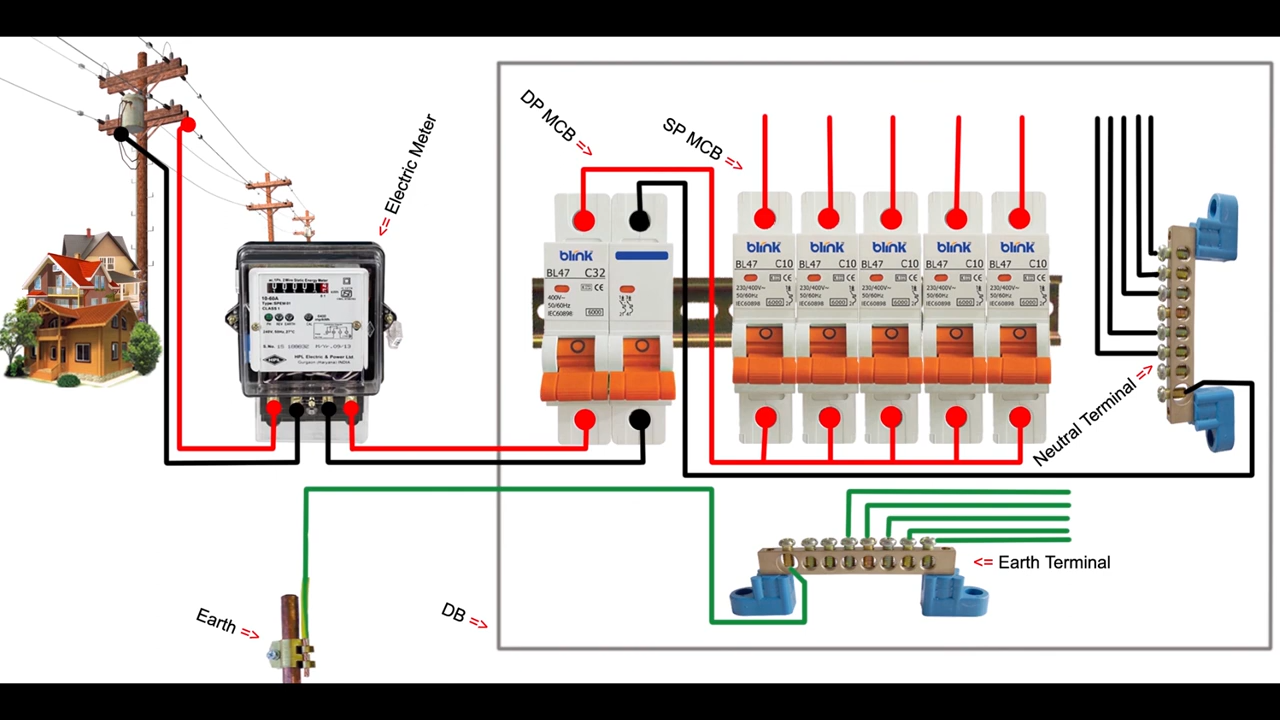 DP MCB =>
SP MCB =>
<= Electric Meter
blink
BL47 C32
400V~
50/60Hz
IEC60898
6000
blink
BL47 C10
230/400V~
50/60Hz
IEC60898
6000
blink
BL47 C10
230/400V~
50/60Hz
IEC60898
6000
blink
BL47 C10
230/400V~
50/60Hz
IEC60898
6000
blink
BL47 C10
230/400V~
50/60Hz
IEC60898
6000
blink
BL47 C10
230/400V~
50/60Hz
IEC60898
6000
10-60A
CLASS 1
HPL
HPL Electric & Power Ltd
Neutral Terminal =>
<= Earth Terminal
Earth =>
DB =>